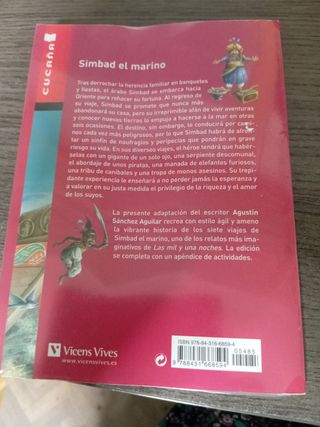 CUCAÑA
Simbad el marino
Tras derrochar la herencia familiar en banquetes
y fiestas, el árabe Simbad se embarca hacia
Oriente para rehacer su fortuna. Al regreso de
su viaje, Simbad se promete que nunca más
abandonará su casa, pero su irreprimible afán de vivir aventuras
y conocer nuevas tierras lo empuja a hacerse a la mar en otras
seis ocasiones. El destino, sin embargo, lo conducirá por cami-
nos cada vez más peligrosos, por lo que Simbad habrá de afron-
tar un sinfín de naufragios y peripecias que pondrán en grave
riesgo su vida. En sus diversos viajes, el héroe tendrá que habér-
selas con un gigante de un solo ojo, una serpiente descomunal,
el abordaje de unos piratas, una manada de elefantes furiosos,
una tribu de caníbales y una tropa de monos asesinos. Su trepi-
dante experiencia le enseñará a no perder jamás la esperanza y
a valorar en su justa medida el privilegio de la riqueza y el amor
de los suyos.
La presente adaptación del escritor Agustín
Sánchez Aguilar recrea con estilo ágil y ameno
la vibrante historia de los siete viajes de
Simbad el marino, uno de los relatos más ima-
ginativos de Las mil y una noches. La edición
se completa con un apéndice de actividades.
Vicens Vives
www.vicensvives.es
ISBN 978-84-316-6859-4
05485
9 788431 668594